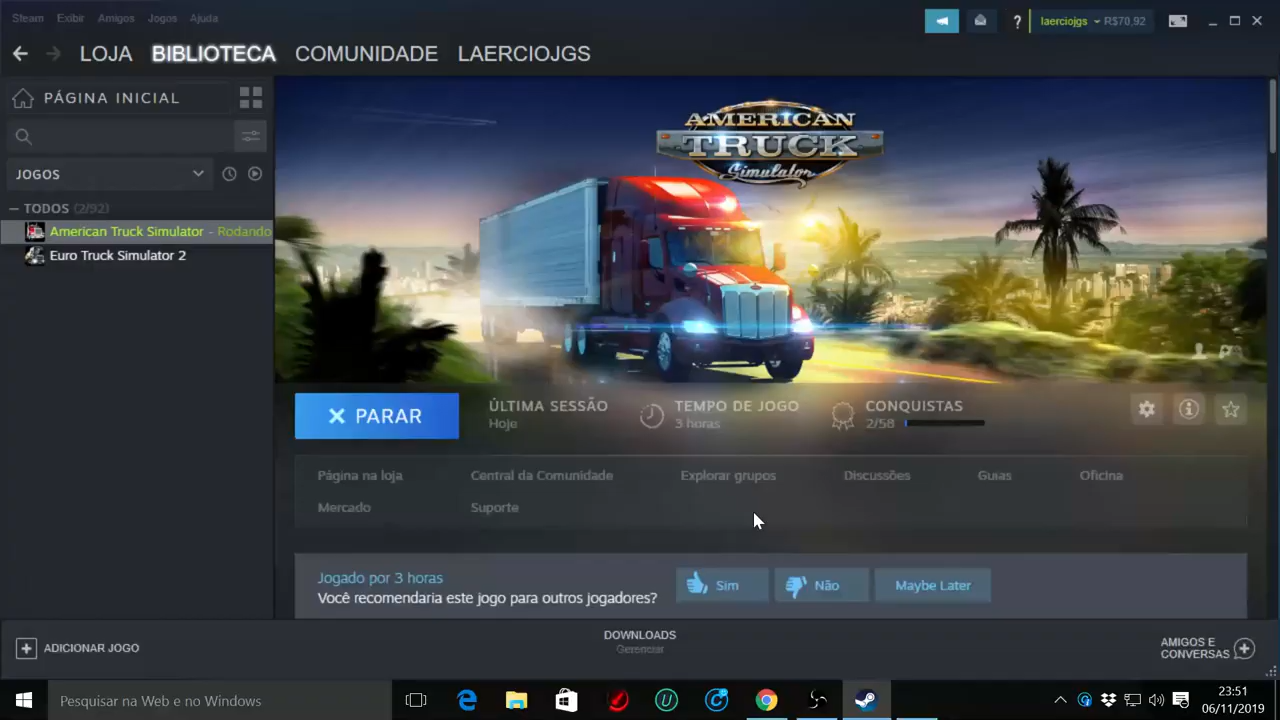 Steam Exibir Amigos Jogos Ajuda
? laerciojgs R$70,92
LOJA BIBLIOTECA COMUNIDADE LAERCIOJGS
PÁGINA INICIAL
JOGOS
— TODOS (2/92)
American Truck Simulator - Rodando
Euro Truck Simulator 2
AMERICAN
TRUCK
Simulator
PARAR
ÚLTIMA SESSÃO
Hoje
TEMPO DE JOGO
3 horas
CONQUISTAS
2/58
Página na loja Central da Comunidade Explorar grupos Discussões Guias Oficina
Mercado Suporte
Jogado por 3 horas
Você recomendaria este jogo para outros jogadores?
Sim Não Maybe Later
ADICIONAR JOGO
DOWNLOADS
Gerenciar
AMIGOS E
CONVERSAS
Pesquisar na Web e no Windows
23:51
06/11/2019